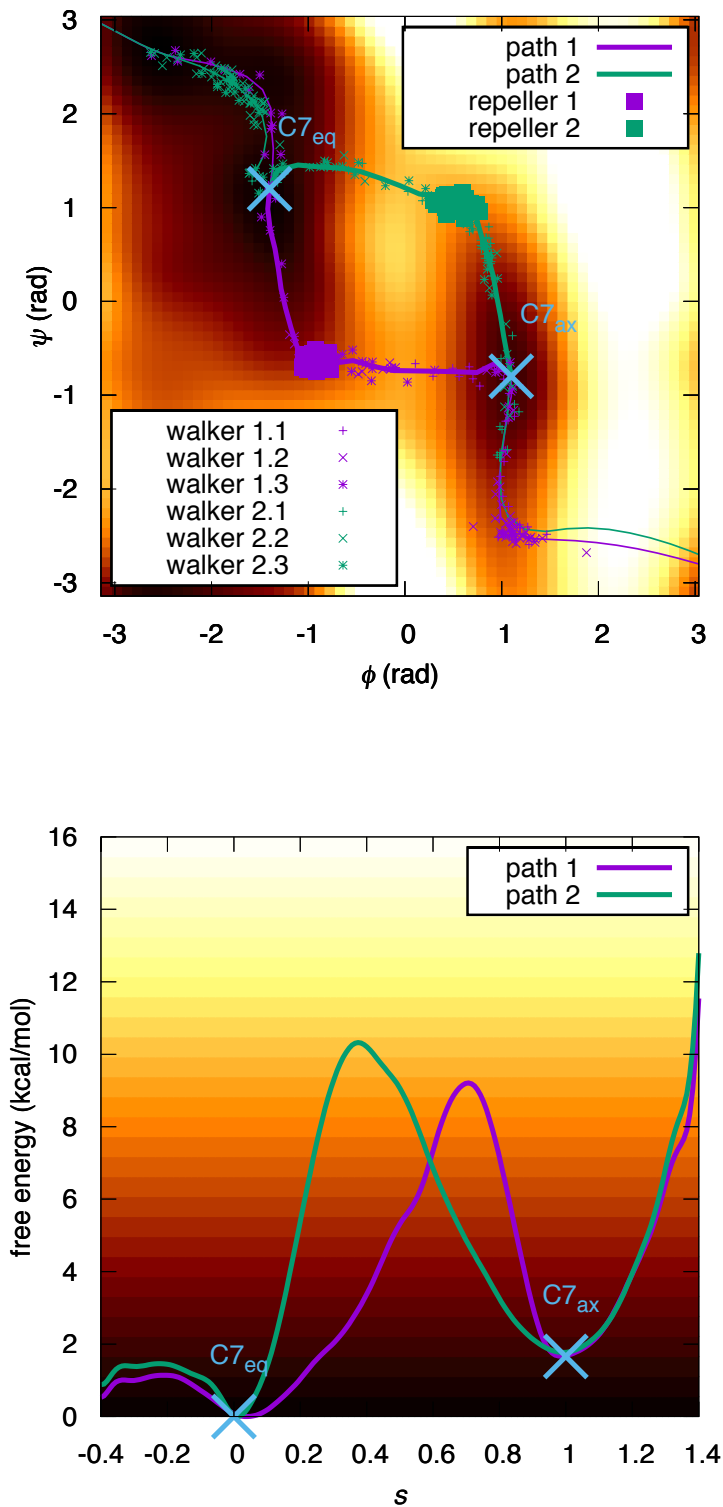 3
2
1
0
-1
-2
-3
ψ (rad)
path 1
path 2
repeller 1
repeller 2
C7eq
C7ax
walker 1.1
walker 1.2
walker 1.3
walker 2.1
walker 2.2
walker 2.3
-3 -2 -1 0 1 2 3
ϕ (rad)
16
14
12
10
8
6
4
2
0
free energy (kcal/mol)
path 1
path 2
C7ax
C7eq
-0.4 -0.2 0 0.2 0.4 0.6 0.8 1 1.2 1.4
s